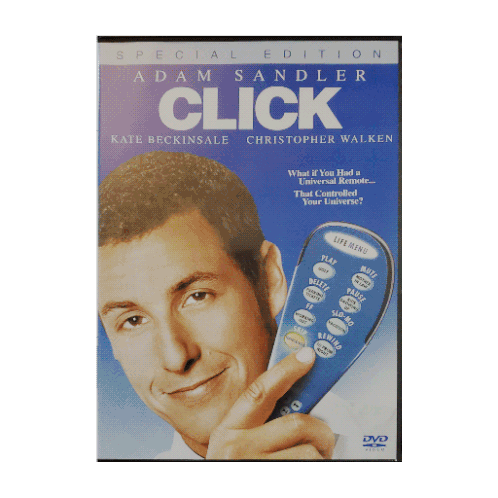 SPECIAL EDITION
ADAM SANDLER
CLICK
KATE BECKINSALE CHRISTOPHER WALKEN
What if You Had a
Universal Remote...
That Controlled
Your Universe?
LIFE MENU
PLAY
MUTE
DELETE
PAUSE
FF
SLO-MO
SKIP
REWIND
DVD